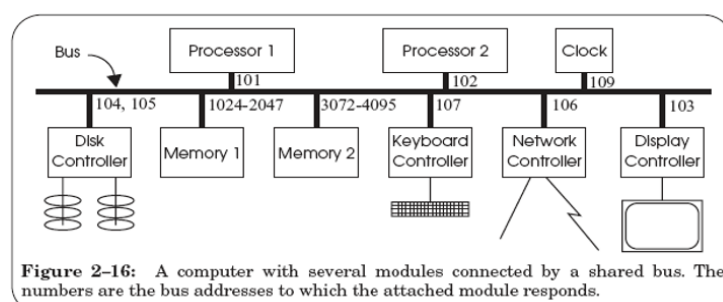 Processor 1
Processor 2
Clock
Bus
101
102
109
104, 105
1024-2047
3072-4095
107
106
103
Disk
Controller
Memory 1
Memory 2
Keyboard
Controller
Network
Controller
Display
Controller
Figure 2–16: A computer with several modules connected by a shared bus. The
numbers are the bus addresses to which the attached module responds.